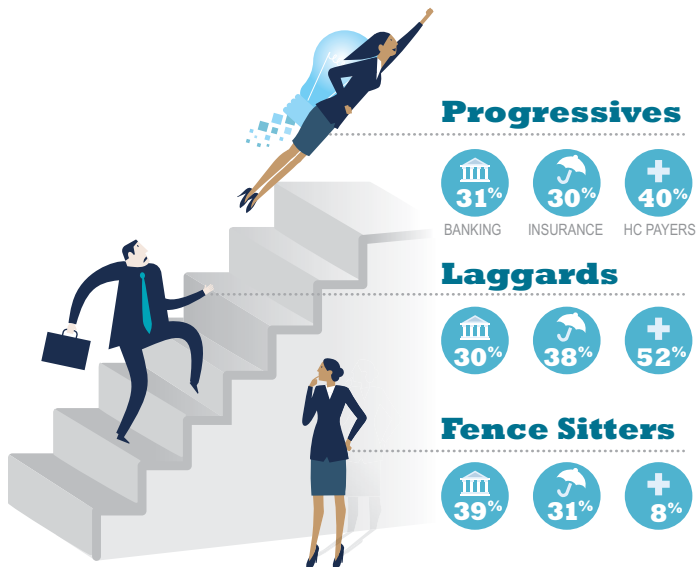 Progressives
31% 30% 40%
BANKING INSURANCE HC PAYERS
Laggards
30% 38% 52%
Fence Sitters
39% 31% 8%